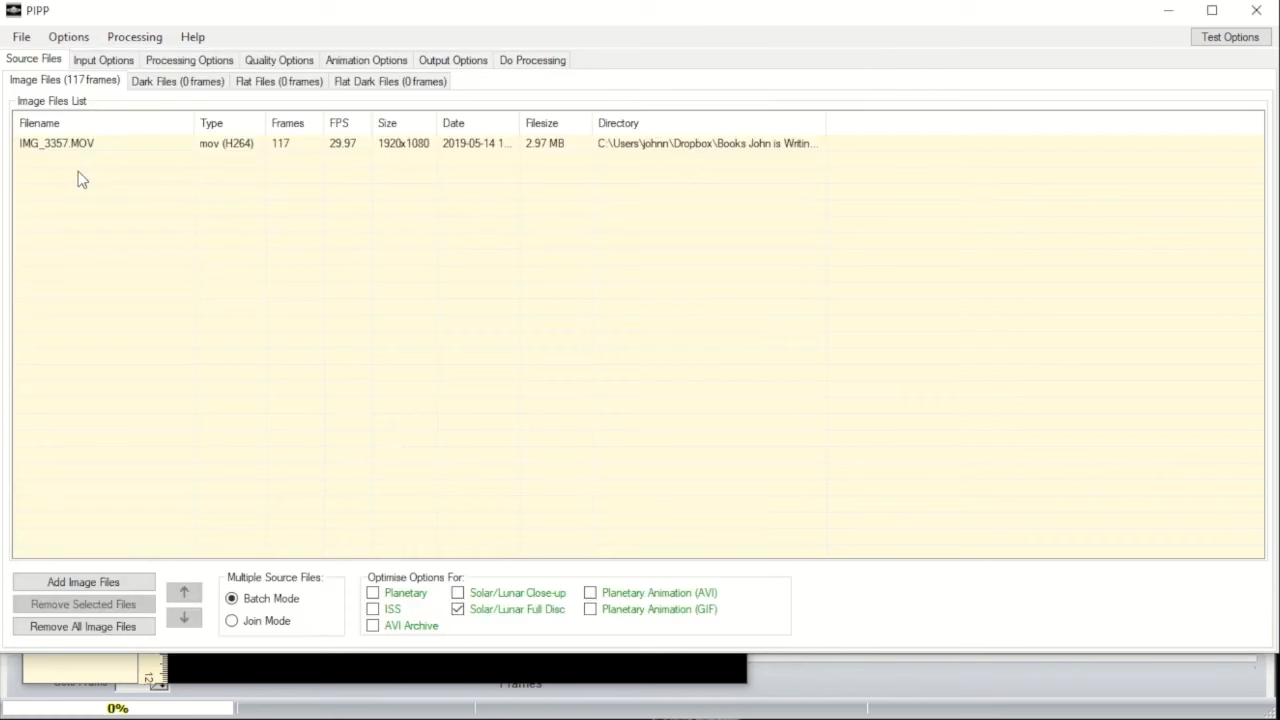 PIPP
File Options Processing Help Test Options
Source Files Input Options Processing Options Quality Options Animation Options Output Options Do Processing
Image Files (117 frames) Dark Files (0 frames) Flat Files (0 frames) Flat Dark Files (0 frames)
Image Files List
Filename Type Frames FPS Size Date Filesize Directory
IMG_3357.MOV mov (H264) 117 29.97 1920x1080 2019-05-14 1... 2.97 MB C:\Users\johnn\Dropbox\Books John is Writin...
Add Image Files
Remove Selected Files
Remove All Image Files
Multiple Source Files:
Batch Mode
Join Mode
Optimise Options For:
Planetary Solar/Lunar Close-up Planetary Animation (AVI)
ISS Solar/Lunar Full Disc Planetary Animation (GIF)
AVI Archive
12
Frames
0%